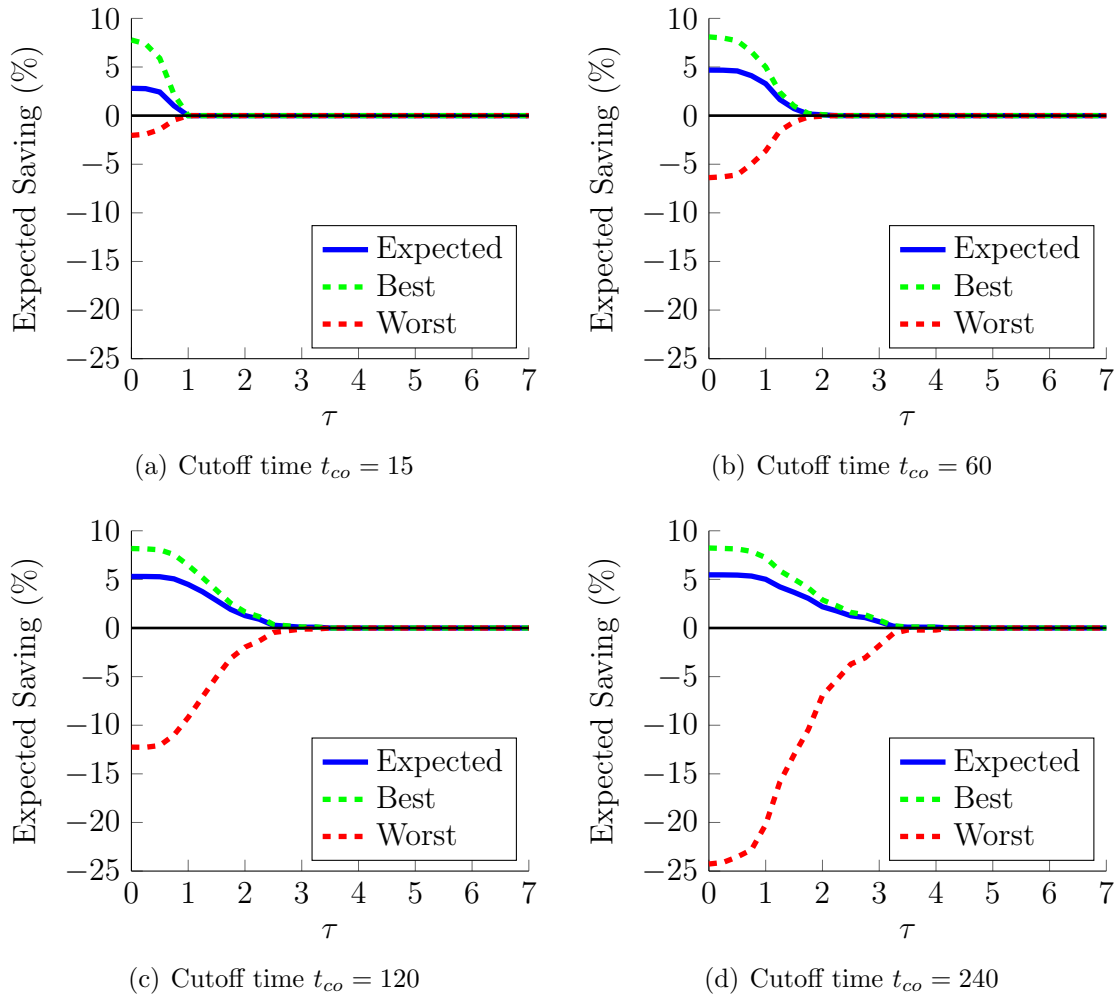 10
5
0
−5
−10
−15
−20
−25
Expected Saving (%)
Expected
Best
Worst
0 1 2 3 4 5 6 7
τ
(a) Cutoff time t_co = 15
10
5
0
−5
−10
−15
−20
−25
Expected Saving (%)
Expected
Best
Worst
0 1 2 3 4 5 6 7
τ
(b) Cutoff time t_co = 60
10
5
0
−5
−10
−15
−20
−25
Expected Saving (%)
Expected
Best
Worst
0 1 2 3 4 5 6 7
τ
(c) Cutoff time t_co = 120
10
5
0
−5
−10
−15
−20
−25
Expected Saving (%)
Expected
Best
Worst
0 1 2 3 4 5 6 7
τ
(d) Cutoff time t_co = 240